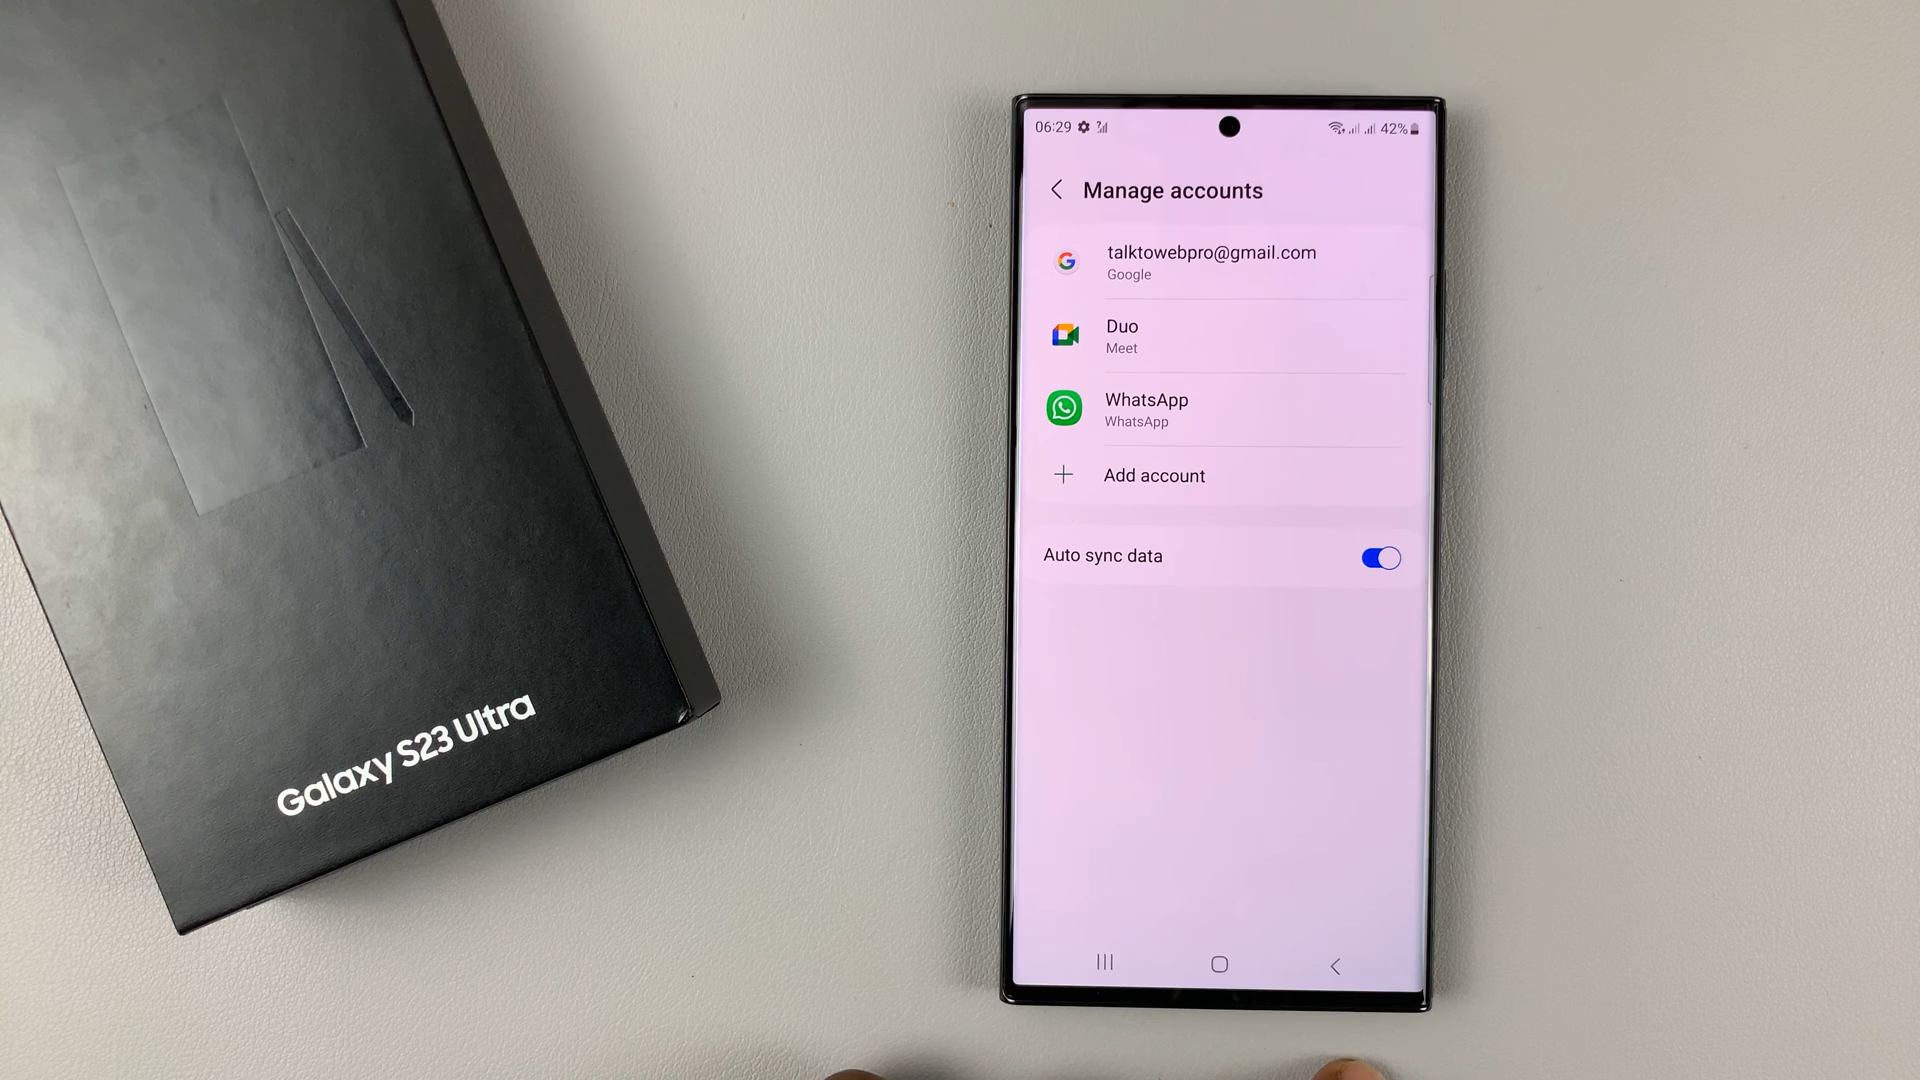 Galaxy S23 Ultra
06:29
42%
Manage accounts
talktowebpro@gmail.com
Google
Duo
Meet
WhatsApp
WhatsApp
Add account
Auto sync data